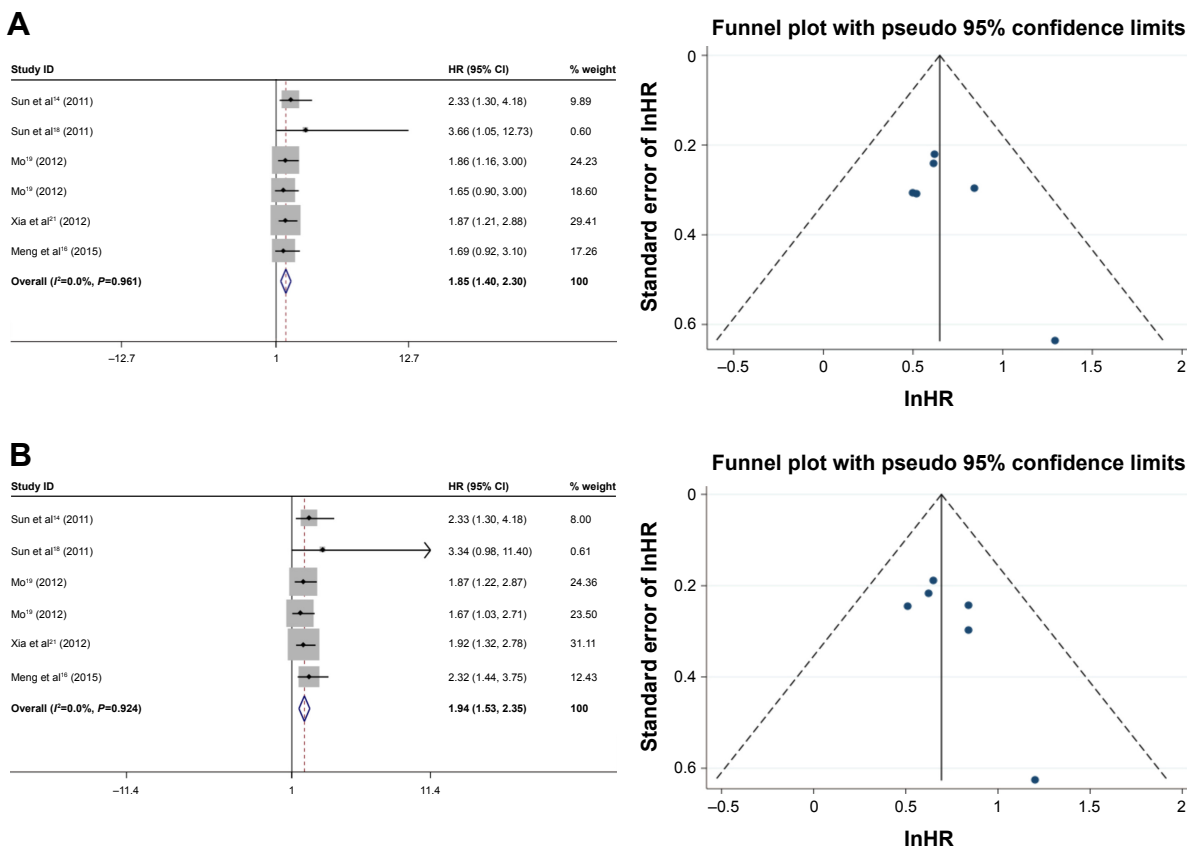 A
Study ID HR (95% CI) % weight
Sun et al¹⁴ (2011) 2.33 (1.30, 4.18) 9.89
Sun et al¹⁸ (2011) 3.66 (1.05, 12.73) 0.60
Mo¹⁹ (2012) 1.86 (1.16, 3.00) 24.23
Mo¹⁹ (2012) 1.65 (0.90, 3.00) 18.60
Xia et al²¹ (2012) 1.87 (1.21, 2.88) 29.41
Meng et al¹⁶ (2015) 1.69 (0.92, 3.10) 17.26
Overall (I²=0.0%, P=0.961) 1.85 (1.40, 2.30) 100
–12.7 1 12.7
Funnel plot with pseudo 95% confidence limits
Standard error of lnHR
0
0.2
0.4
0.6
–0.5 0 0.5 1 1.5 2
lnHR
B
Study ID HR (95% CI) % weight
Sun et al¹⁴ (2011) 2.33 (1.30, 4.18) 8.00
Sun et al¹⁸ (2011) 3.34 (0.98, 11.40) 0.61
Mo¹⁹ (2012) 1.87 (1.22, 2.87) 24.36
Mo¹⁹ (2012) 1.67 (1.03, 2.71) 23.50
Xia et al²¹ (2012) 1.92 (1.32, 2.78) 31.11
Meng et al¹⁶ (2015) 2.32 (1.44, 3.75) 12.43
Overall (I²=0.0%, P=0.924) 1.94 (1.53, 2.35) 100
–11.4 1 11.4
Funnel plot with pseudo 95% confidence limits
Standard error of lnHR
0
0.2
0.4
0.6
–0.5 0 0.5 1 1.5 2
lnHR